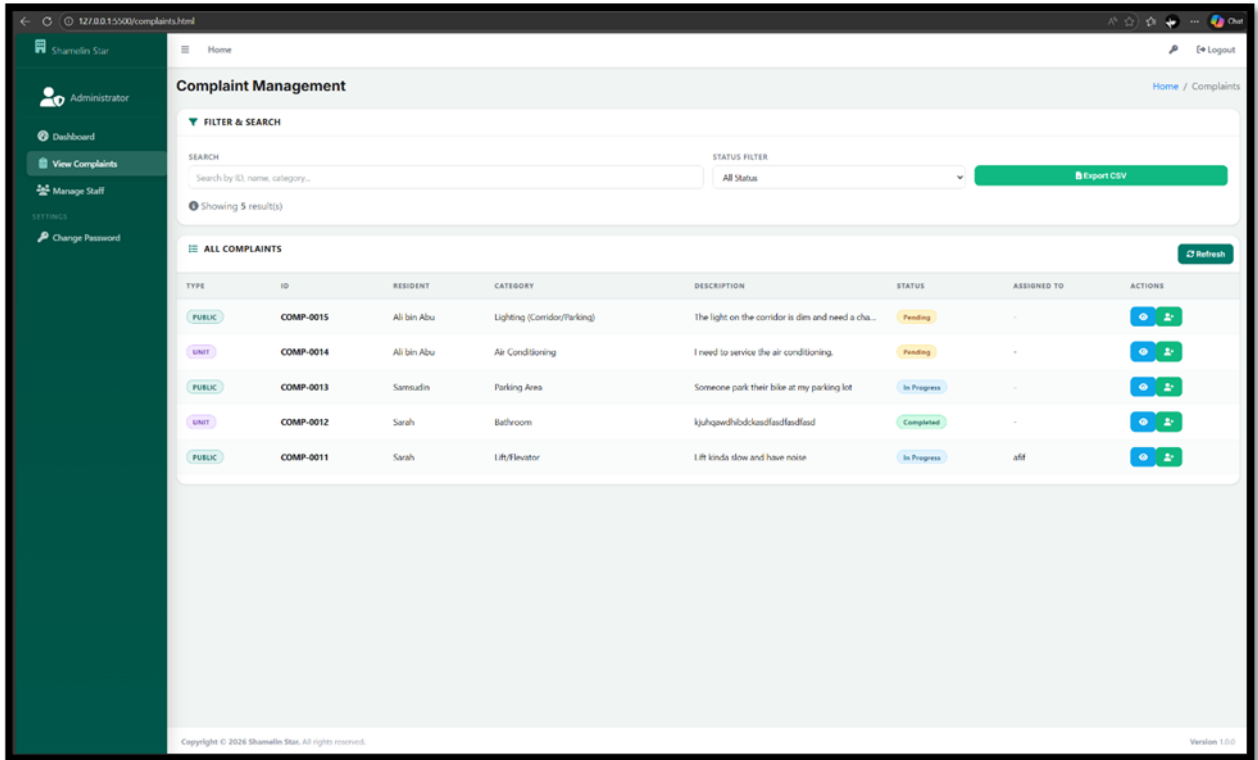 127.0.0.1:5500/complaints.html
Chat
Shamelin Star
Home
Logout
Administrator
Complaint Management
Home / Complaints
Dashboard
View Complaints
Manage Staff
SETTINGS
Change Password
FILTER & SEARCH
SEARCH
STATUS FILTER
Search by ID, name, category...
All Status
Export CSV
Showing 5 result(s)
ALL COMPLAINTS
Refresh
TYPE ID RESIDENT CATEGORY DESCRIPTION STATUS ASSIGNED TO ACTIONS
PUBLIC COMP-0015 Ali bin Abu Lighting (Corridor/Parking) The light on the corridor is dim and need a cha... Pending -
UNIT COMP-0014 Ali bin Abu Air Conditioning I need to service the air conditioning. Pending -
PUBLIC COMP-0013 Samsudin Parking Area Someone park their bike at my parking lot In Progress -
UNIT COMP-0012 Sarah Bathroom Completed -
PUBLIC COMP-0011 Sarah Lift/Elevator Lift kinda slow and have noise In Progress afif
Copyright © 2026 Shamelin Star. All rights reserved.
Version 1.0.0